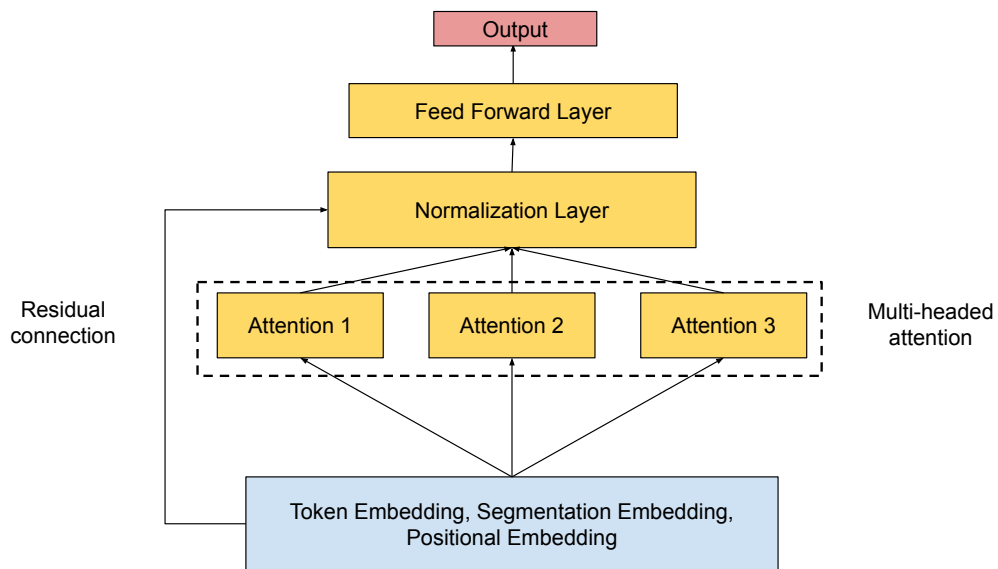 Output
Feed Forward Layer
Normalization Layer
Residual
connection
Attention 1
Attention 2
Attention 3
Multi-headed
attention
Token Embedding, Segmentation Embedding,
Positional Embedding